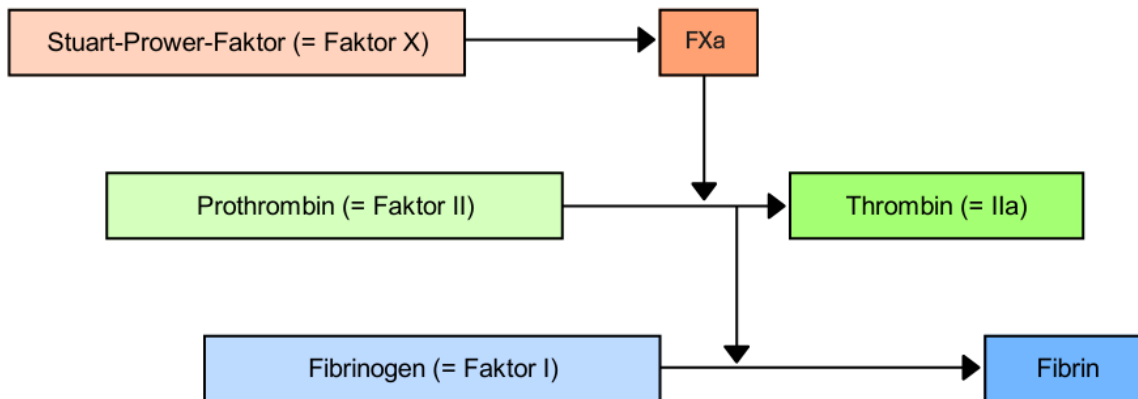 Stuart-Prower-Faktor (= Faktor X)
FXa
Prothrombin (= Faktor II)
Thrombin (= IIa)
Fibrinogen (= Faktor I)
Fibrin